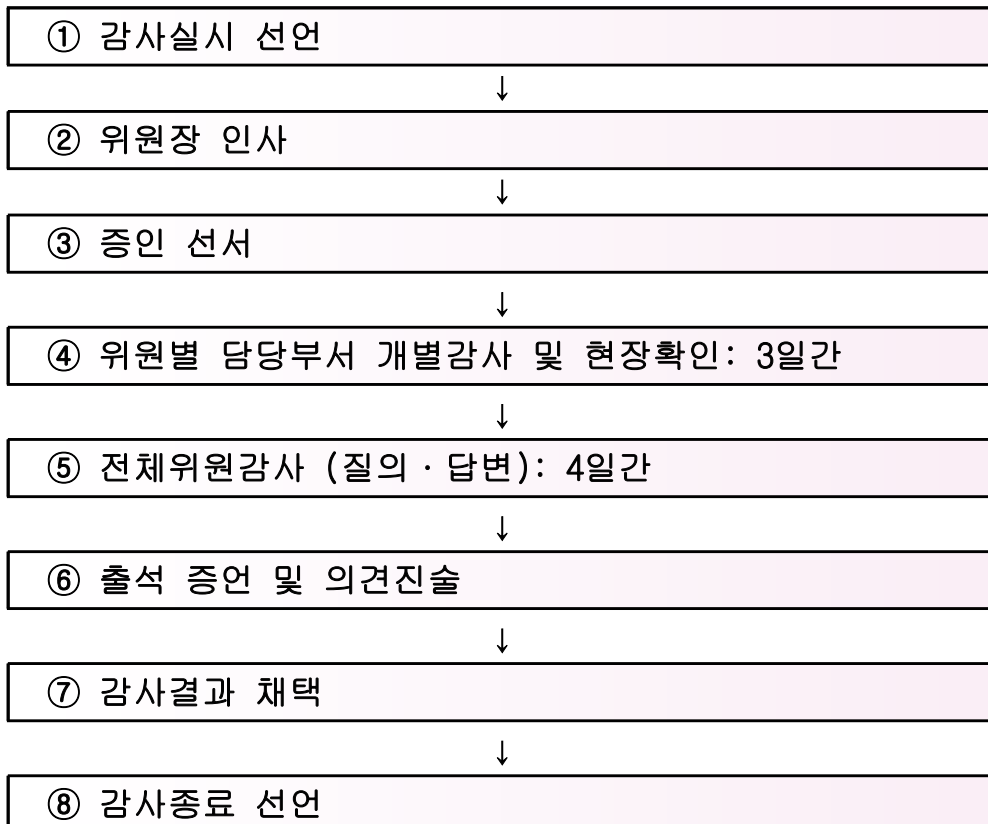 ① 감사실시 선언
↓
② 위원장 인사
↓
③ 증인 선서
↓
④ 위원별 담당부서 개별감사 및 현장확인: 3일간
↓
⑤ 전체위원감사 (질의 · 답변): 4일간
↓
⑥ 출석 증언 및 의견진술
↓
⑦ 감사결과 채택
↓
⑧ 감사종료 선언